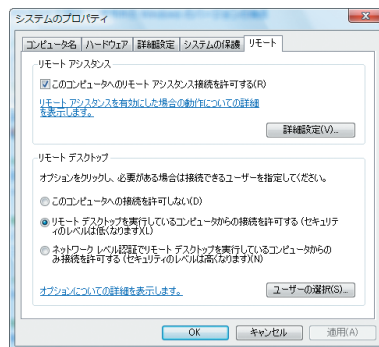 システムのプロパティ
コンピュータ名 ハードウェア 詳細設定 システムの保護 リモート
リモート アシスタンス
このコンピュータへのリモート アシスタンス接続を許可する(R)
リモート アシスタンスを有効にした場合の動作についての詳細
を表示します。
詳細設定(V)...
リモート デスクトップ
オプションをクリックし、必要がある場合は接続できるユーザーを指定してください。
このコンピュータへの接続を許可しない(D)
リモート デスクトップを実行しているコンピュータからの接続を許可する (セキュリテ
ィのレベルは低くなります)(L)
ネットワーク レベル認証でリモート デスクトップを実行しているコンピュータからの
み接続を許可する (セキュリティのレベルは高くなります)(N)
オプションについての詳細を表示します。
ユーザーの選択(S)...
OK キャンセル 適用(A)